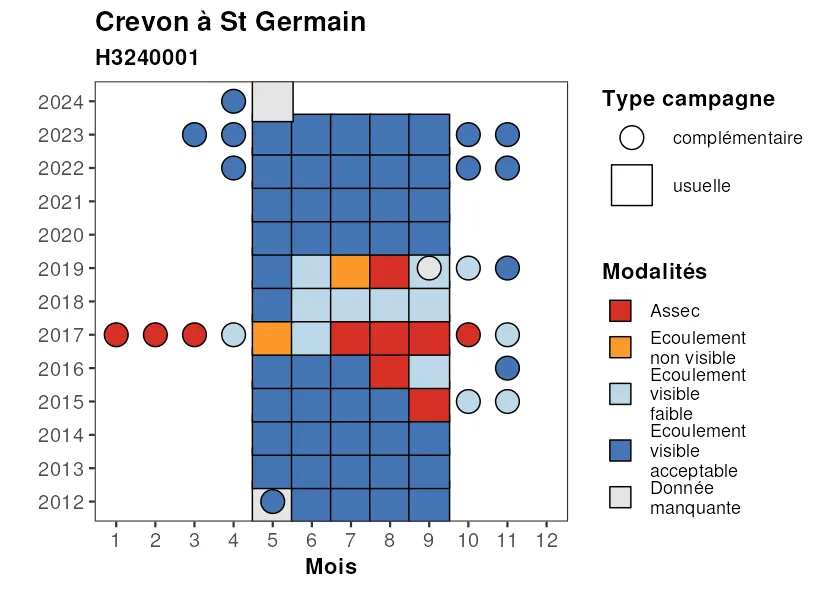 Crevon à St Germain
H3240001
2024
2023
2022
2021
2020
2019
2018
2017
2016
2015
2014
2013
2012
1 2 3 4 5 6 7 8 9 10 11 12
Mois
Type campagne
complémentaire
usuelle
Modalités
Assec
Ecoulement
non visible
Ecoulement
visible
faible
Ecoulement
visible
acceptable
Donnée
manquante